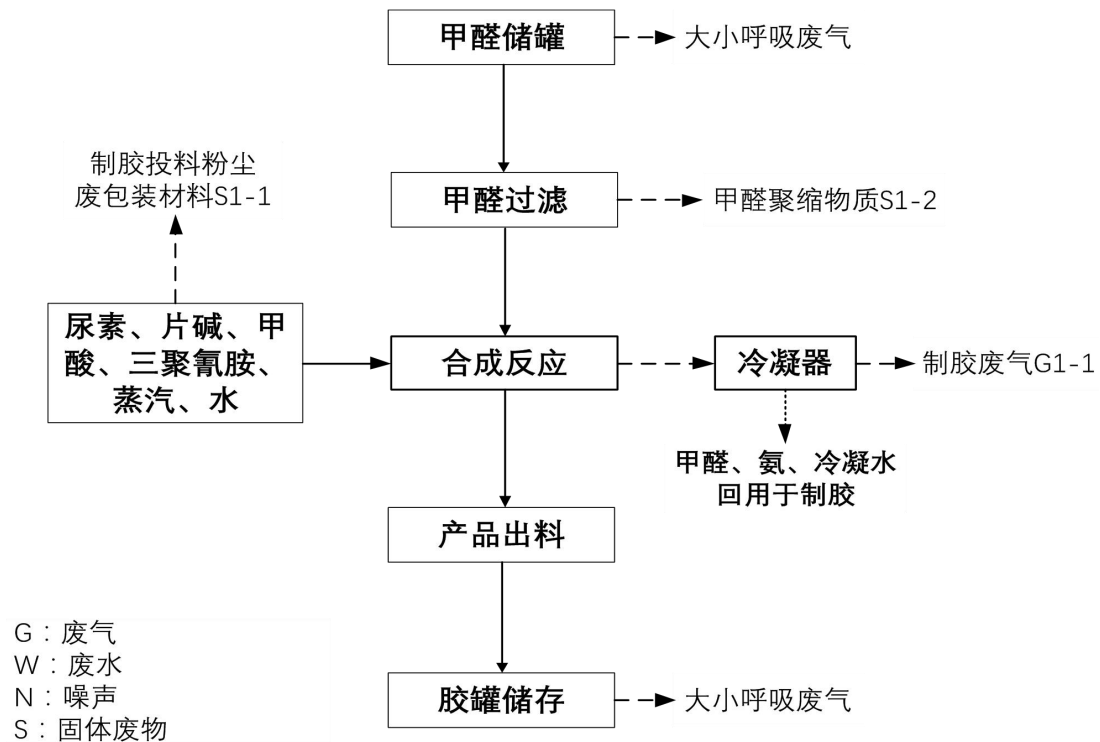 甲醛储罐
大小呼吸废气
制胶投料粉尘
废包装材料S1-1
甲醛过滤
甲醛聚缩物质S1-2
尿素、片碱、甲
酸、三聚氰胺、
蒸汽、水
合成反应
冷凝器
制胶废气G1-1
甲醛、氨、冷凝水
回用于制胶
产品出料
G：废气
W：废水
N：噪声
S：固体废物
胶罐储存
大小呼吸废气